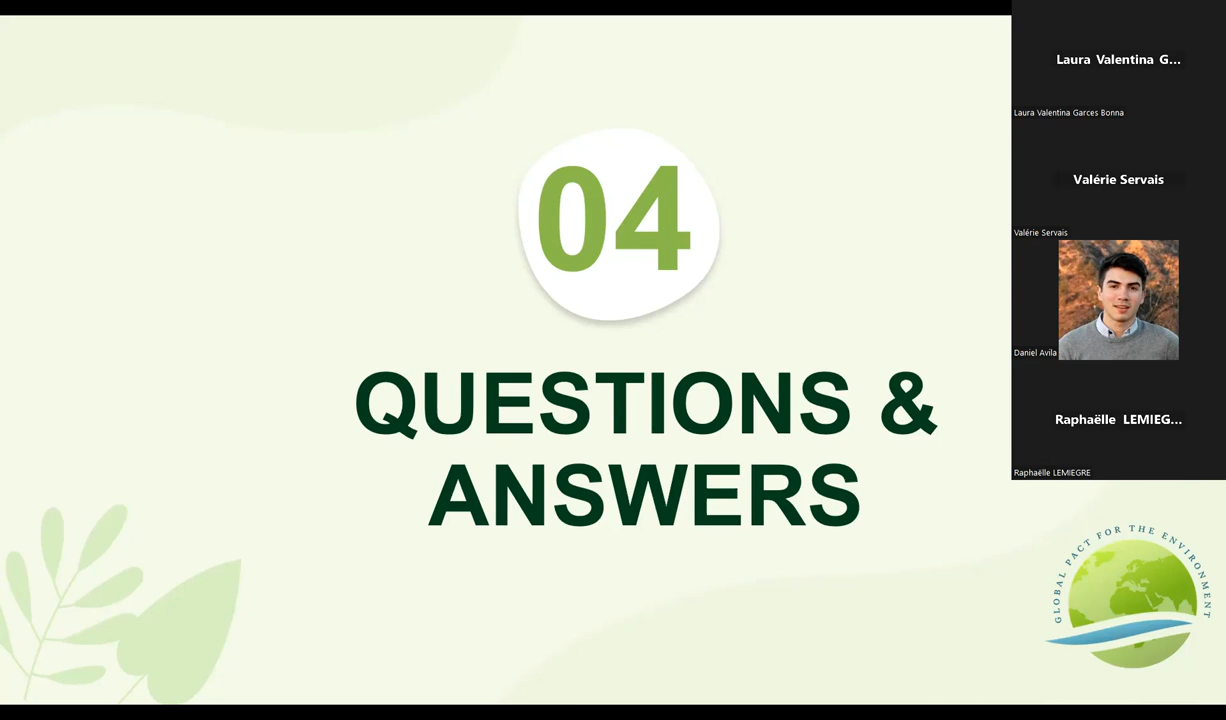 04
QUESTIONS &
ANSWERS
Laura Valentina G...
Laura Valentina Garces Bonna
Valérie Servais
Valérie Servais
Daniel Avila
Raphaëlle LEMIEG...
Raphaëlle LEMIEGRE
GLOBAL PACT FOR THE ENVIRONMENT